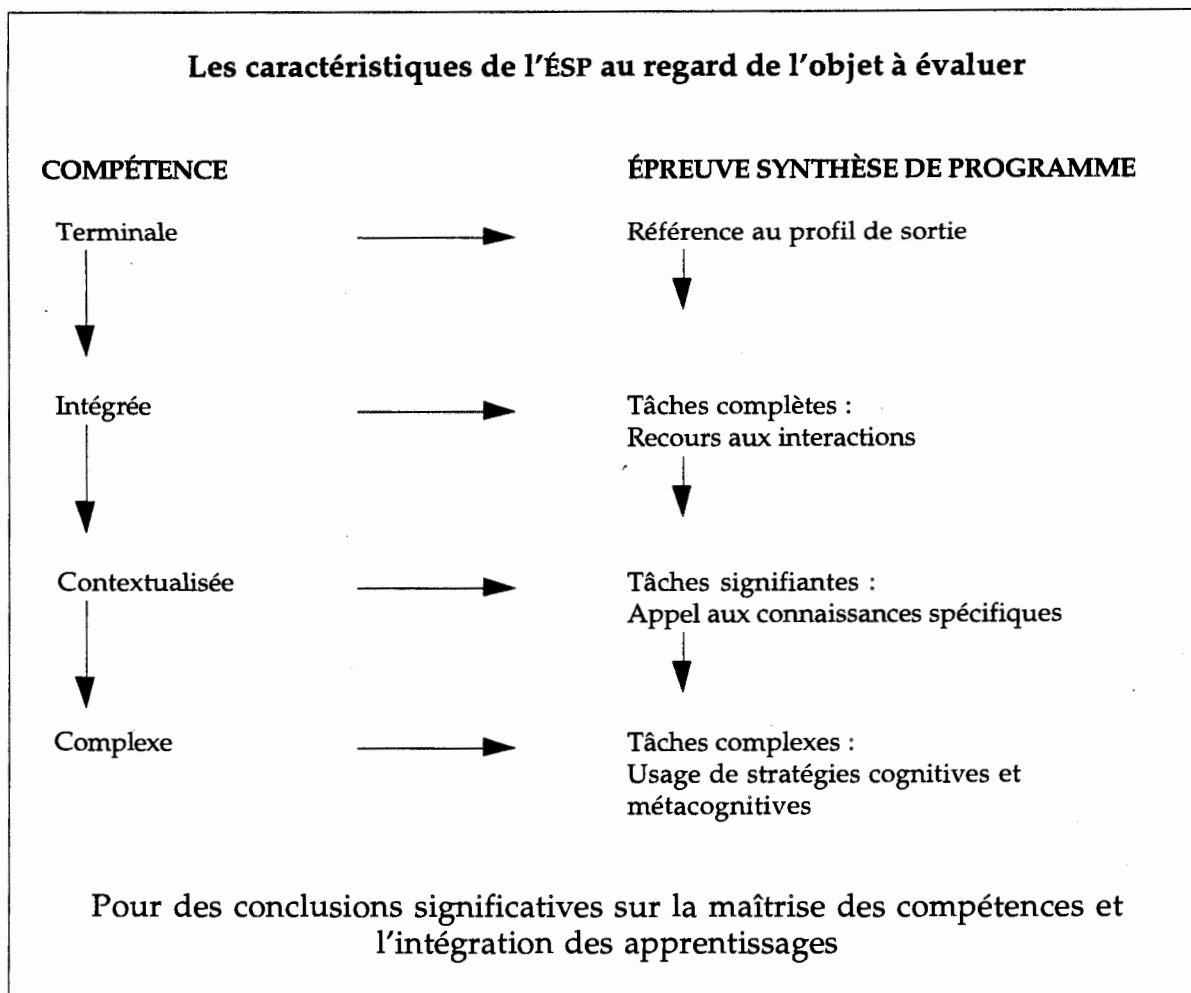 Les caractéristiques de l'ÉSP au regard de l'objet à évaluer
COMPÉTENCE
ÉPREUVE SYNTHÈSE DE PROGRAMME
Terminale
Référence au profil de sortie
Intégrée
Tâches complètes :
Recours aux interactions
Contextualisée
Tâches signifiantes :
Appel aux connaissances spécifiques
Complexe
Tâches complexes :
Usage de stratégies cognitives et
métacognitives
Pour des conclusions significatives sur la maîtrise des compétences et
l'intégration des apprentissages